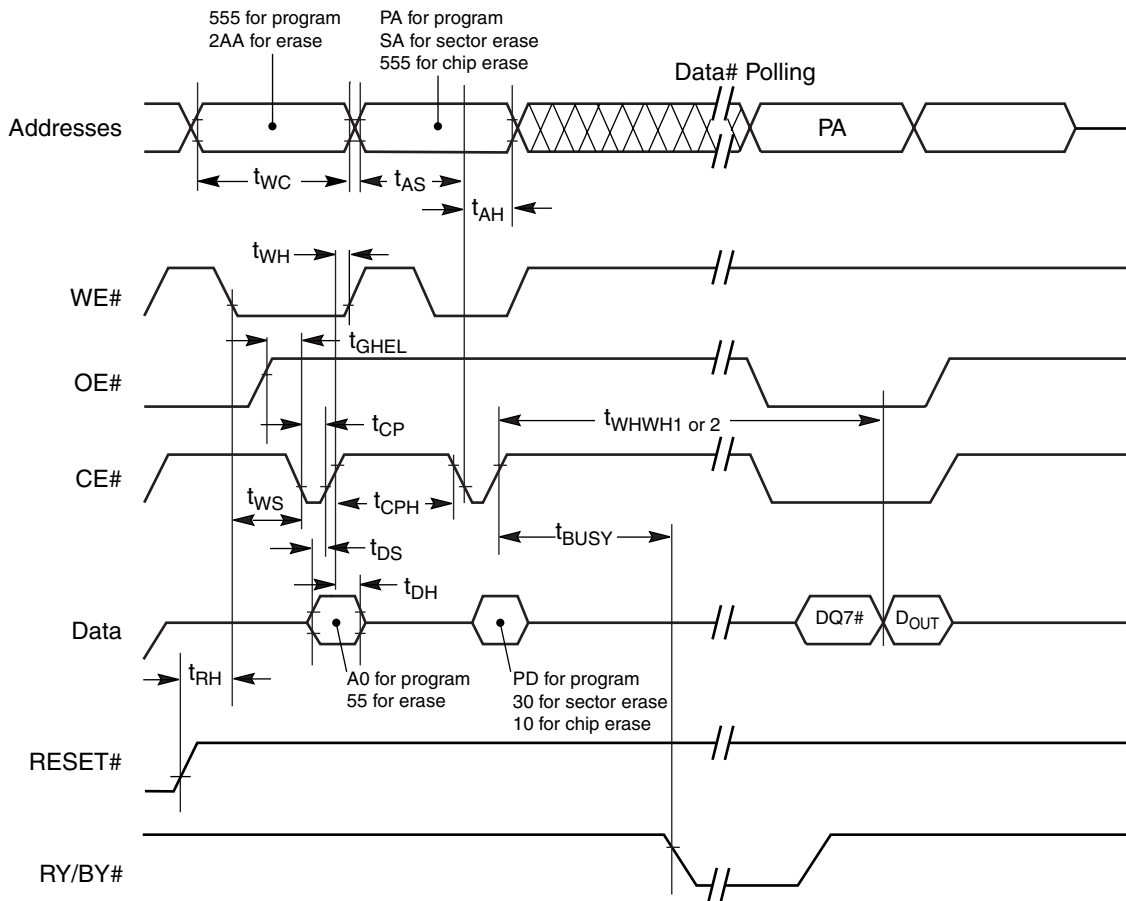 555 for program
2AA for erase
PA for program
SA for sector erase
555 for chip erase
Data# Polling
Addresses
PA
tWC
tAS
tAH
tWH
WE#
tGHEL
OE#
tWHWH1 or 2
tCP
CE#
tWS
tCPH
tBUSY
tDS
tDH
Data
DQ7#
DOUT
tRH
A0 for program
55 for erase
PD for program
30 for sector erase
10 for chip erase
RESET#
RY/BY#